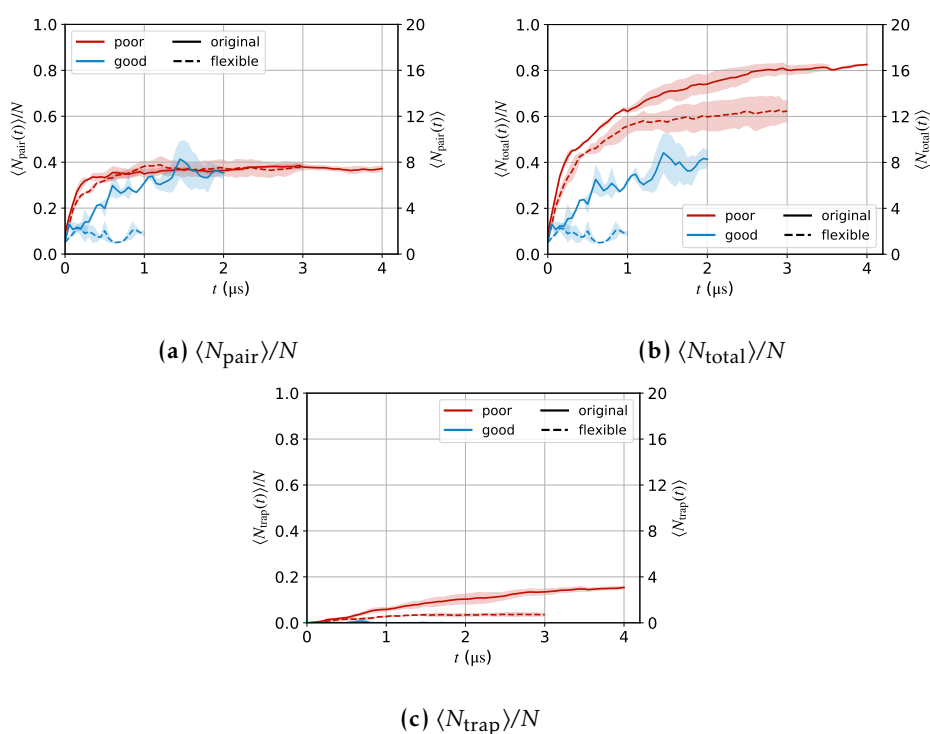 1.0
0.8
0.6
0.4
0.2
0.0
⟨N_pair(t)⟩/N
poor
good
original
flexible
20
16
12
8
4
0
⟨N_pair(t)⟩
0 1 2 3 4
t (µs)
(a) ⟨N_pair⟩/N
1.0
0.8
0.6
0.4
0.2
0.0
⟨N_total(t)⟩/N
poor
good
original
flexible
20
16
12
8
4
0
⟨N_total(t)⟩
0 1 2 3 4
t (µs)
(b) ⟨N_total⟩/N
1.0
0.8
0.6
0.4
0.2
0.0
⟨N_trap(t)⟩/N
poor
good
original
flexible
20
16
12
8
4
0
⟨N_trap(t)⟩
0 1 2 3 4
t (µs)
(c) ⟨N_trap⟩/N